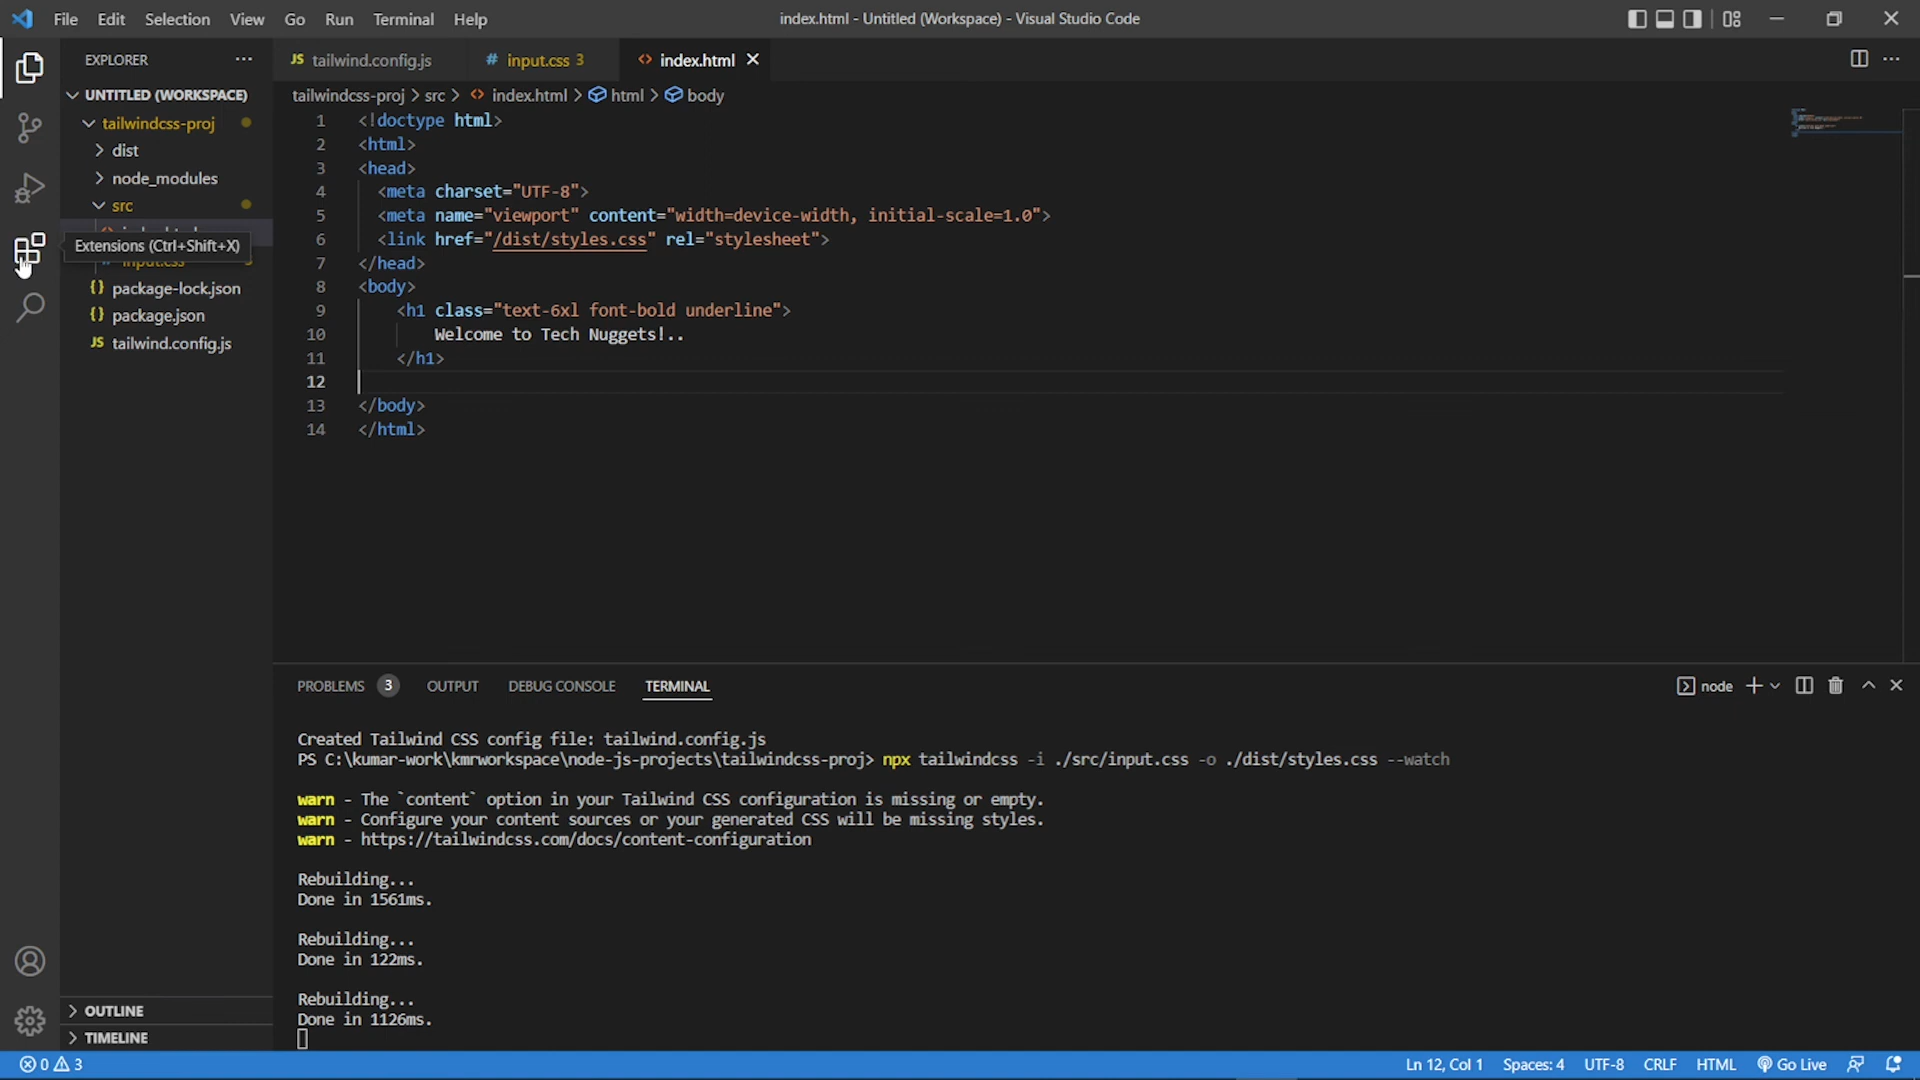 File Edit Selection View Go Run Terminal Help
index.html - Untitled (Workspace) - Visual Studio Code
EXPLORER
JS tailwind.config.js
# input.css 3
<> index.html
UNTITLED (WORKSPACE)
tailwindcss-proj > src > <> index.html > html > body
tailwindcss-proj
dist
node_modules
src
Extensions (Ctrl+Shift+X)
{} package-lock.json
{} package.json
JS tailwind.config.js
1 <!doctype html>
2 <html>
3 <head>
4 <meta charset="UTF-8">
5 <meta name="viewport" content="width=device-width, initial-scale=1.0">
6 <link href="/dist/styles.css" rel="stylesheet">
7 </head>
8 <body>
9 <h1 class="text-6xl font-bold underline">
10 Welcome to Tech Nuggets!..
11 </h1>
12
13 </body>
14 </html>
PROBLEMS 3 OUTPUT DEBUG CONSOLE TERMINAL
node
Created Tailwind CSS config file: tailwind.config.js
PS C:\kumar-work\kmrworkspace\node-js-projects\tailwindcss-proj> npx tailwindcss -i ./src/input.css -o ./dist/styles.css --watch
warn - The `content` option in your Tailwind CSS configuration is missing or empty.
warn - Configure your content sources or your generated CSS will be missing styles.
warn - https://tailwindcss.com/docs/content-configuration
Rebuilding...
Done in 1561ms.
Rebuilding...
Done in 122ms.
Rebuilding...
Done in 1126ms.
OUTLINE
TIMELINE
0 3
Ln 12, Col 1 Spaces: 4 UTF-8 CRLF HTML Go Live